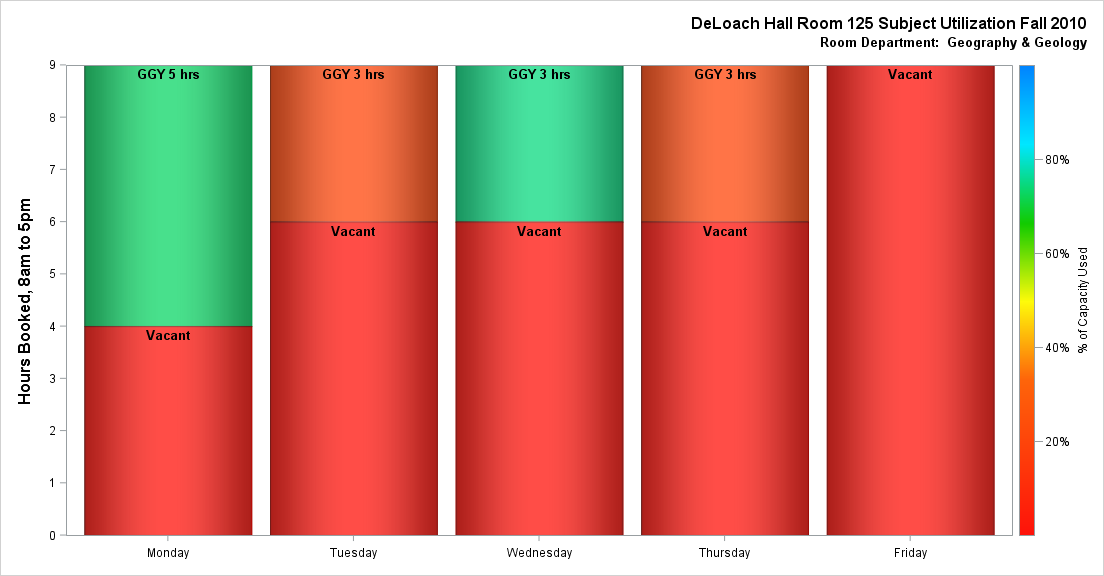 DeLoach Hall Room 125 Subject Utilization Fall 2010
Room Department:  Geography & Geology
Hours Booked, 8am to 5pm
9
8
7
6
5
4
3
2
1
0
GGY 5 hrs
GGY 3 hrs
GGY 3 hrs
GGY 3 hrs
Vacant
Vacant
Vacant
Vacant
Vacant
Monday
Tuesday
Wednesday
Thursday
Friday
80%
60%
40%
20%
% of Capacity Used